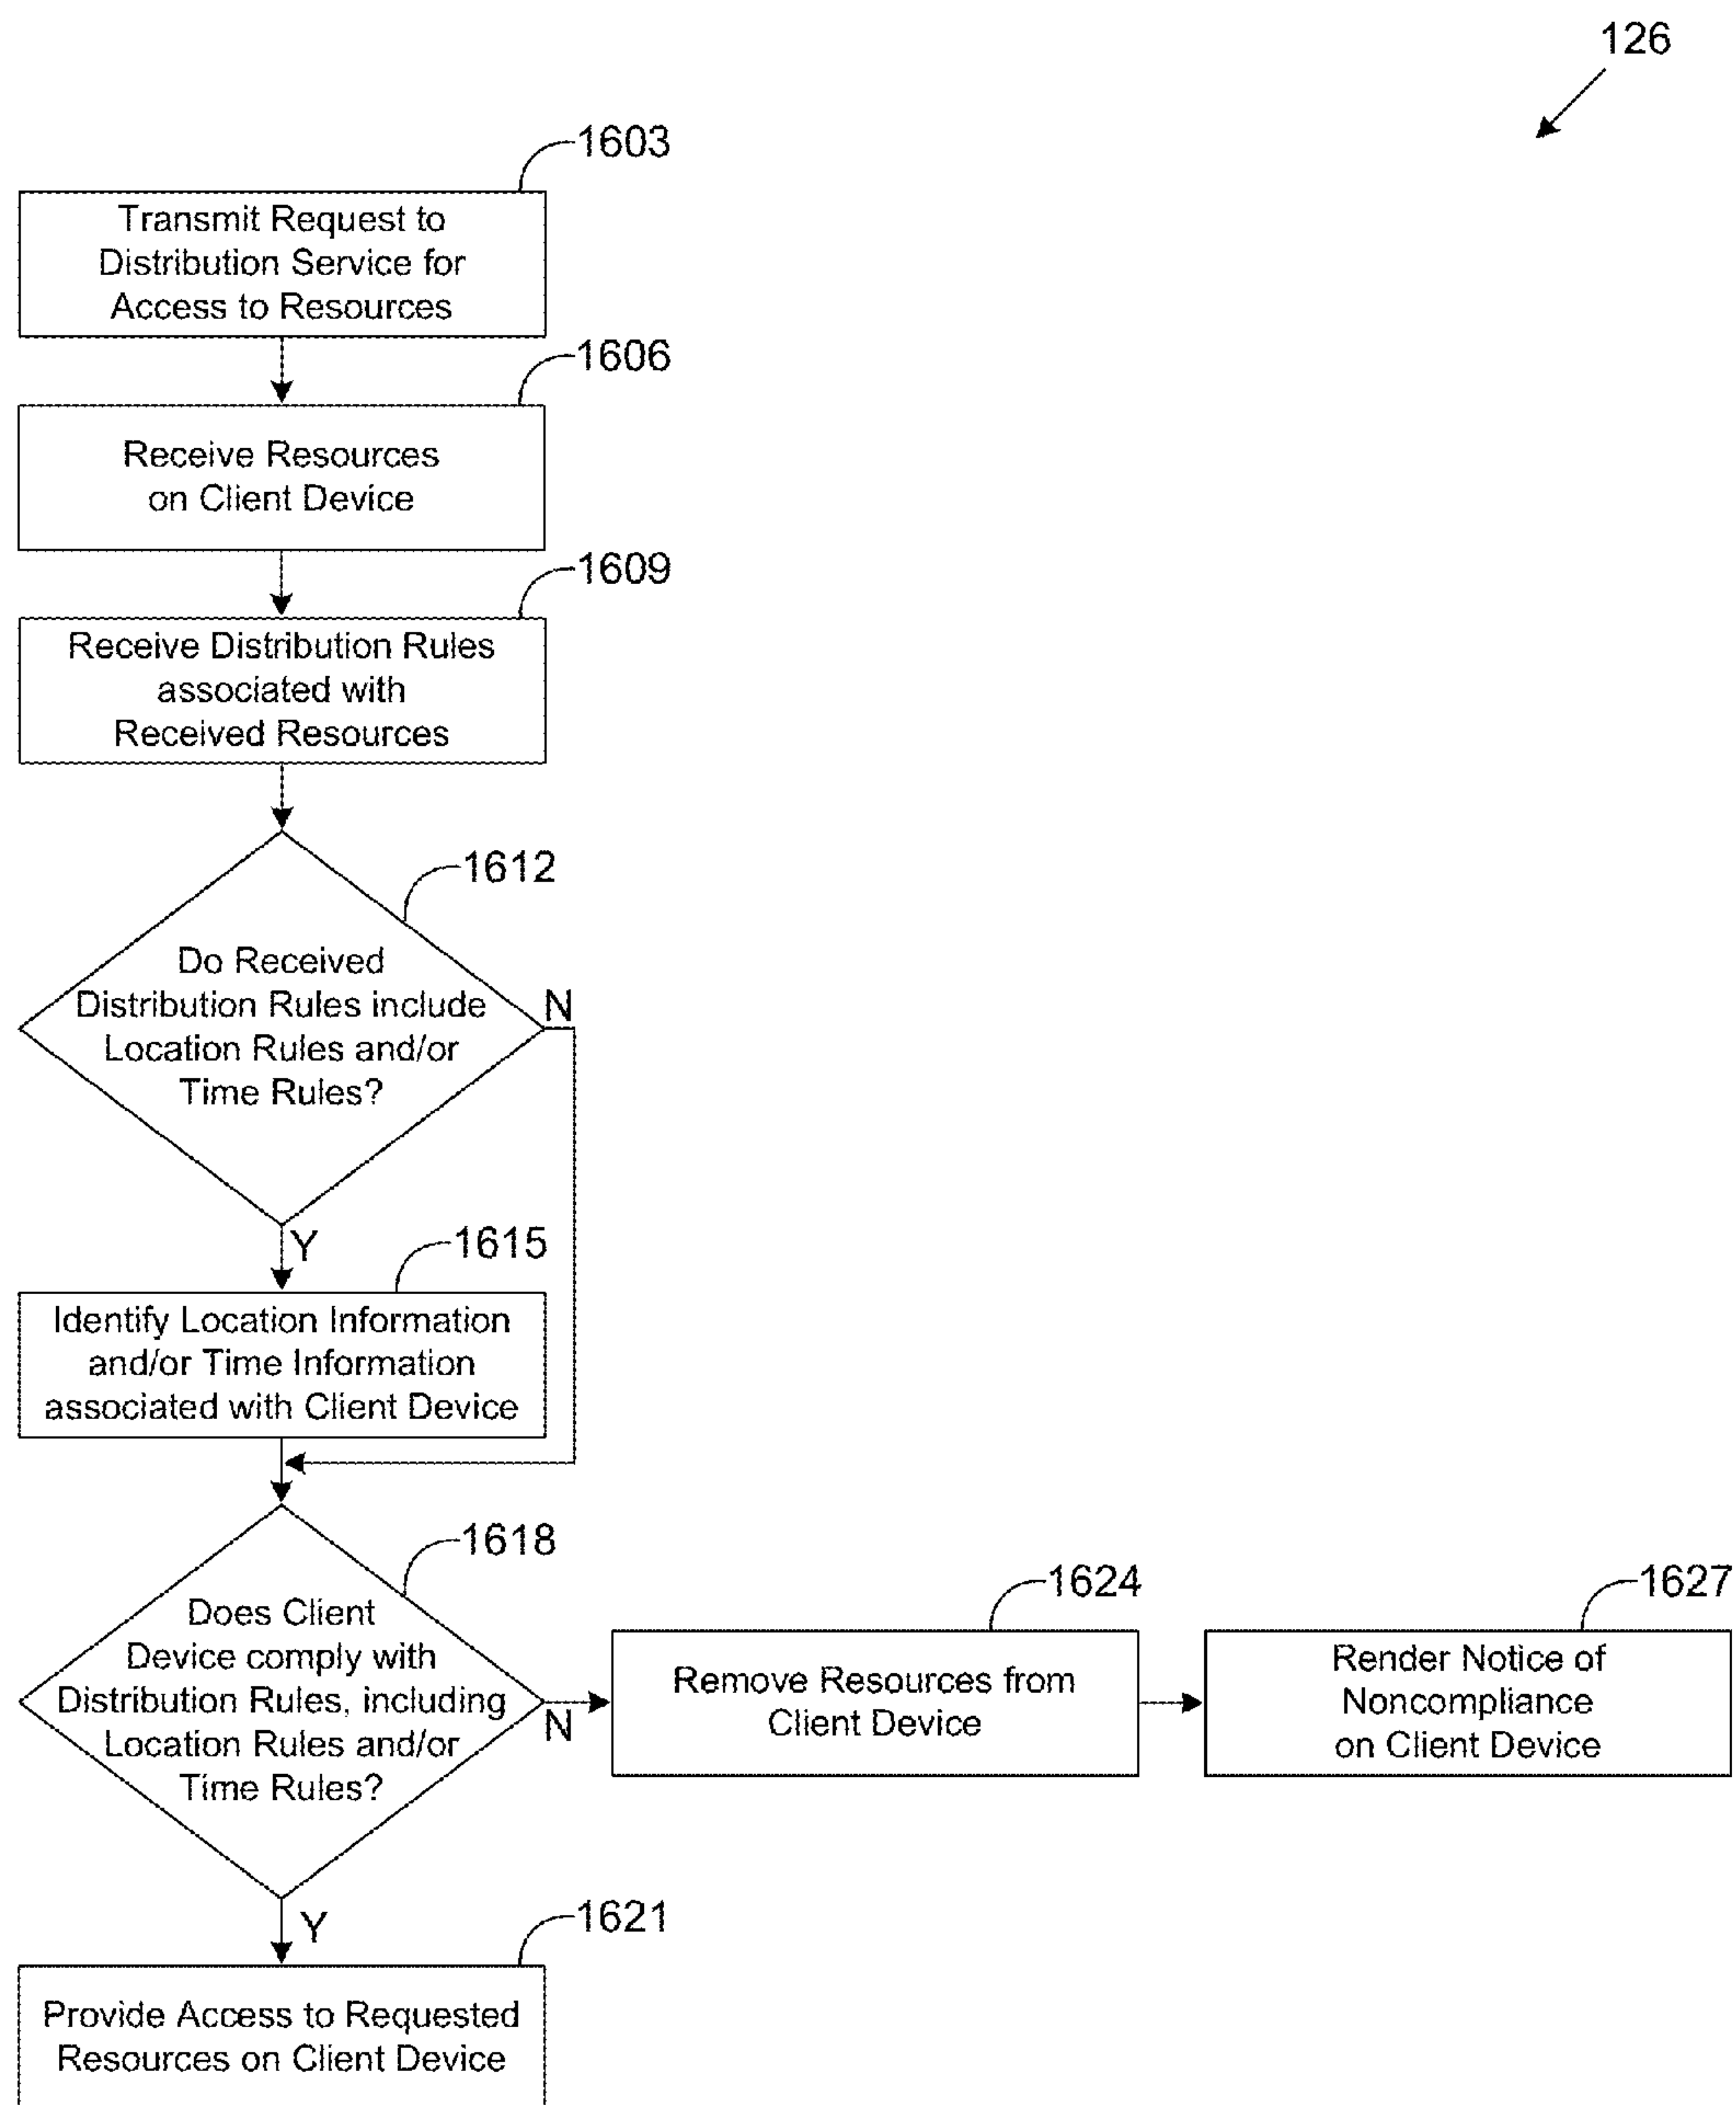 126
1603
Transmit Request to
Distribution Service for
Access to Resources
1606
Receive Resources
on Client Device
1609
Receive Distribution Rules
associated with
Received Resources
1612
Do Received
Distribution Rules include
Location Rules and/or
Time Rules?
N
Y
1615
Identify Location Information
and/or Time Information
associated with Client Device
1618
Does Client
Device comply with
Distribution Rules, including
Location Rules and/or
Time Rules?
N
1624
Remove Resources from
Client Device
1627
Render Notice of
Noncompliance
on Client Device
Y
1621
Provide Access to Requested
Resources on Client Device